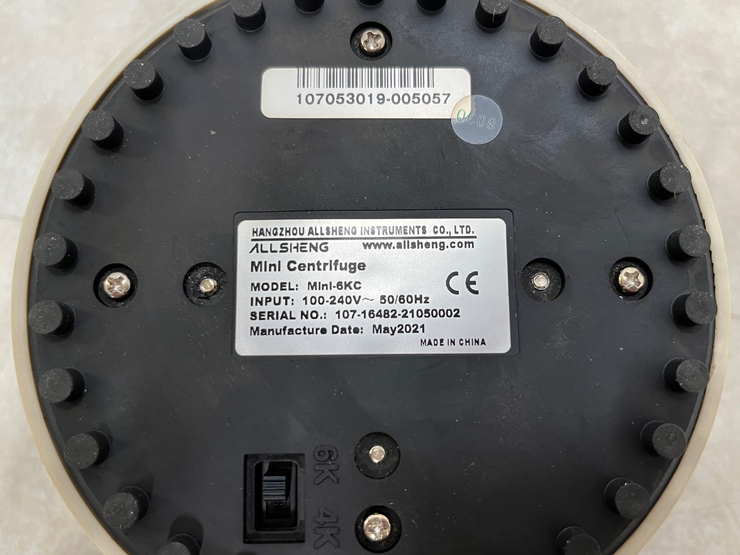 107053019-005057
HANGZHOU ALLSHENG INSTRUMENTS CO., LTD.
ALLSHENG www.allsheng.com
Mini Centrifuge
MODEL: Mini-6KC
INPUT: 100-240V~ 50/60Hz
SERIAL NO.: 107-16482-21050002
Manufacture Date: May2021
MADE IN CHINA
CE
6K 4K